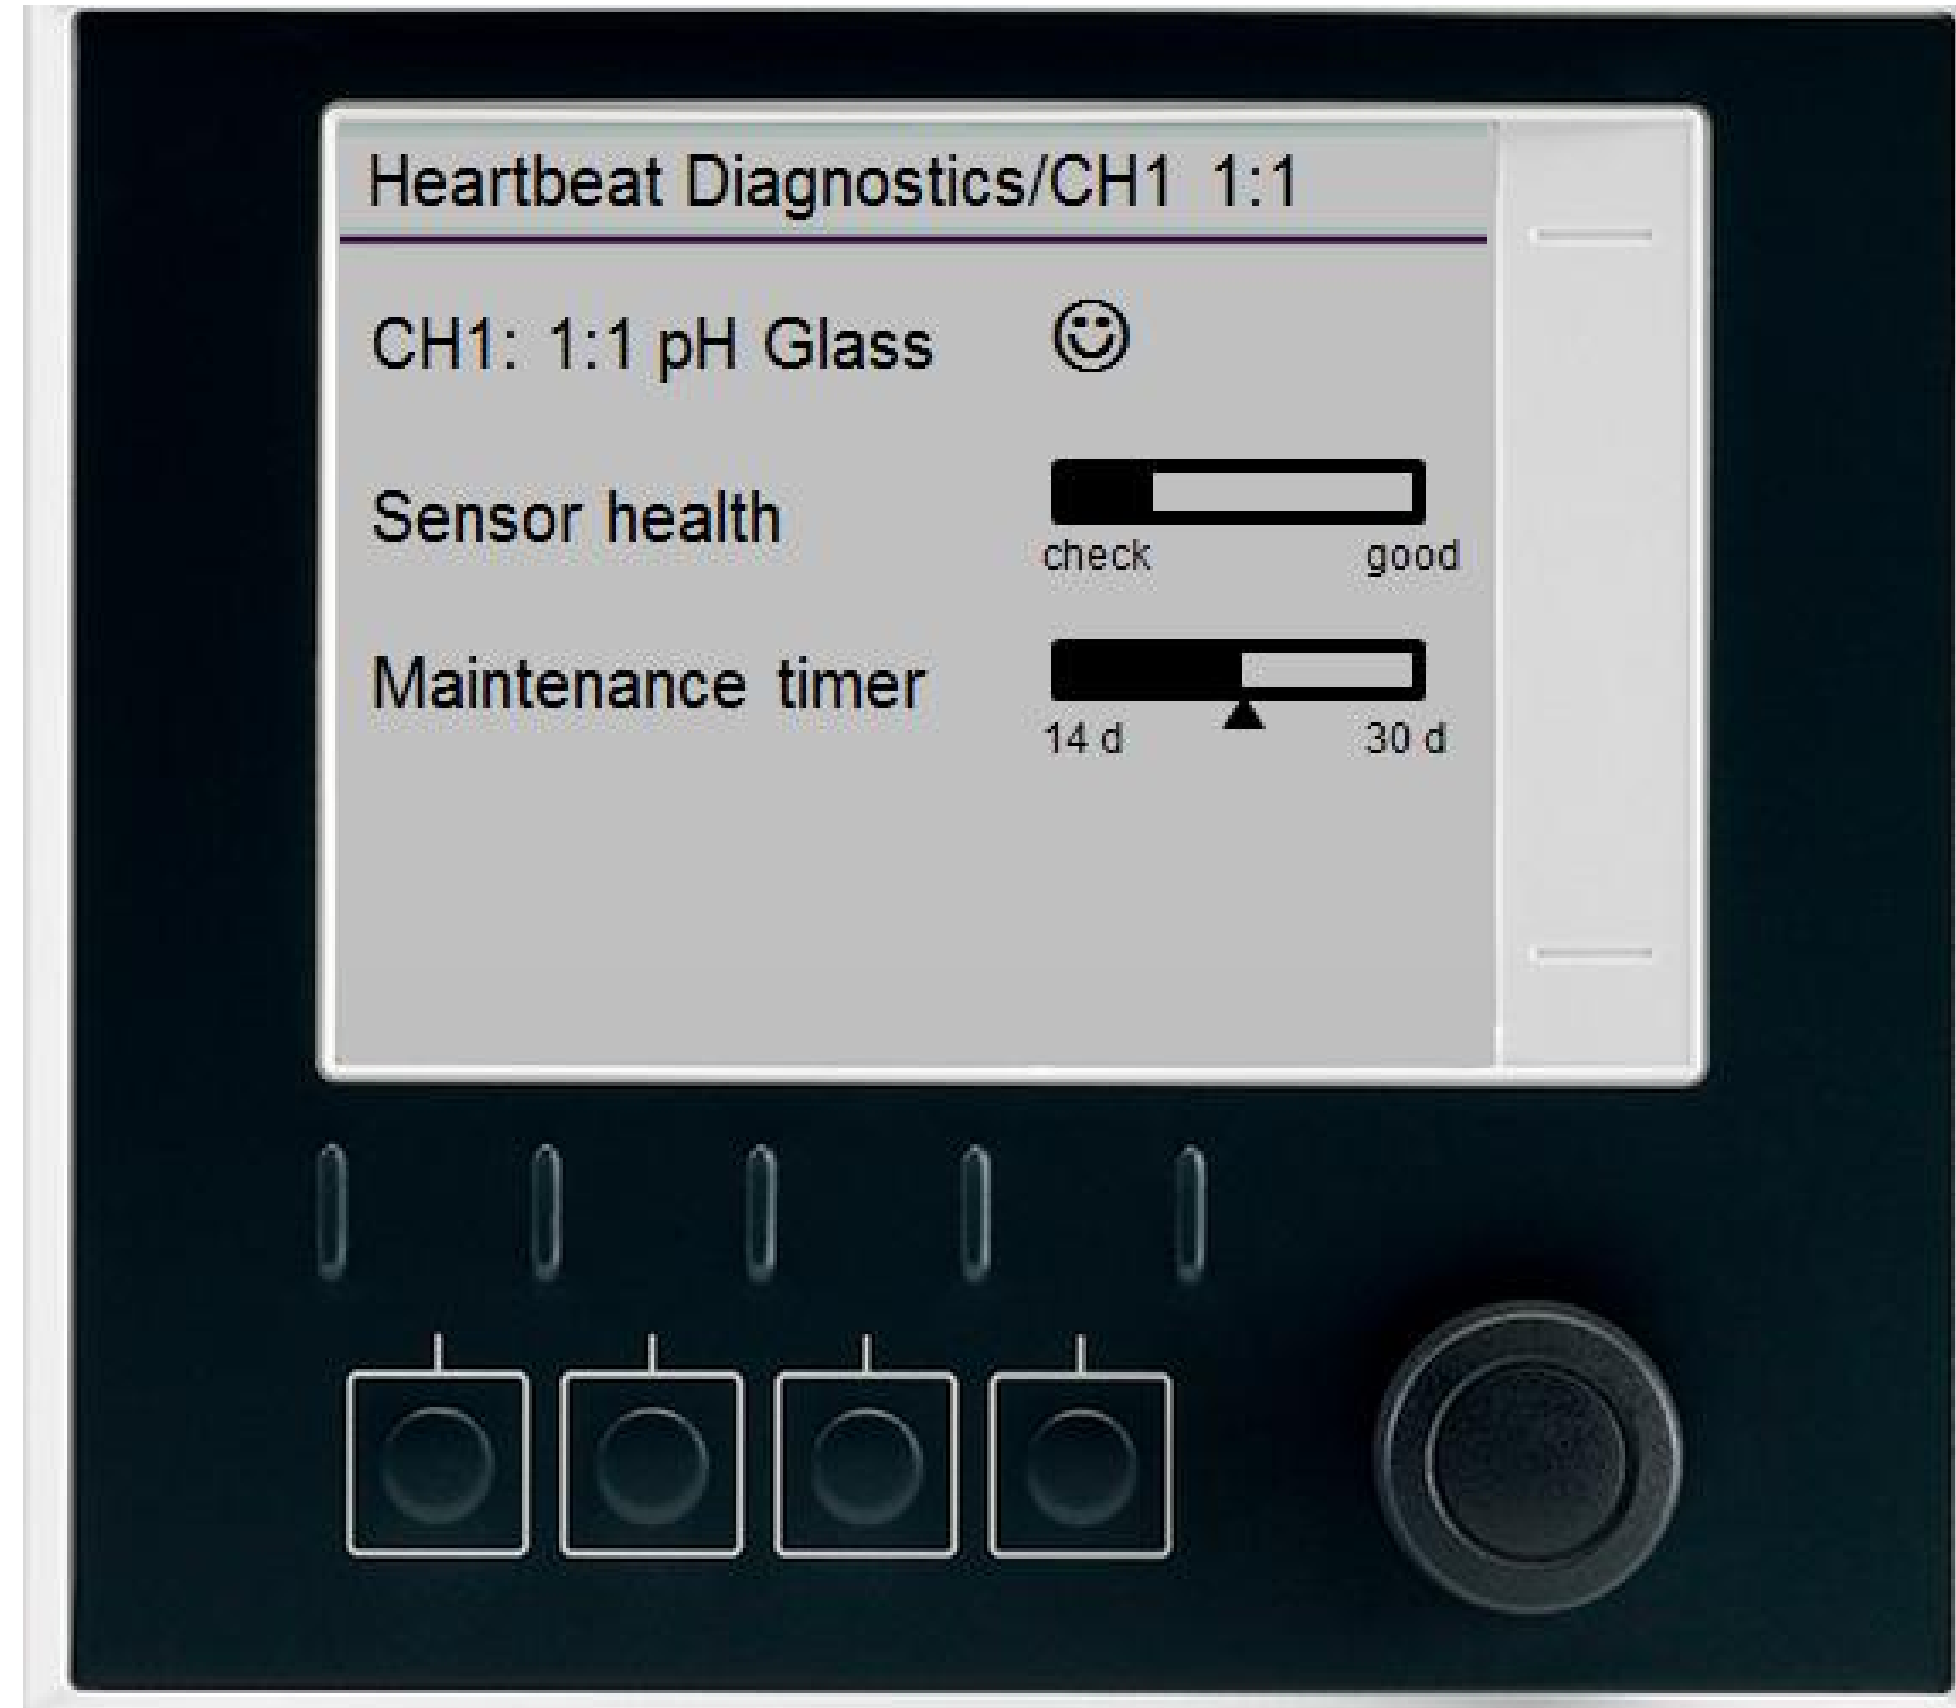 Heartbeat Diagnostics/CH1 1:1
CH1: 1:1 pH Glass
Sensor health
check good
Maintenance timer
14 d 30 d